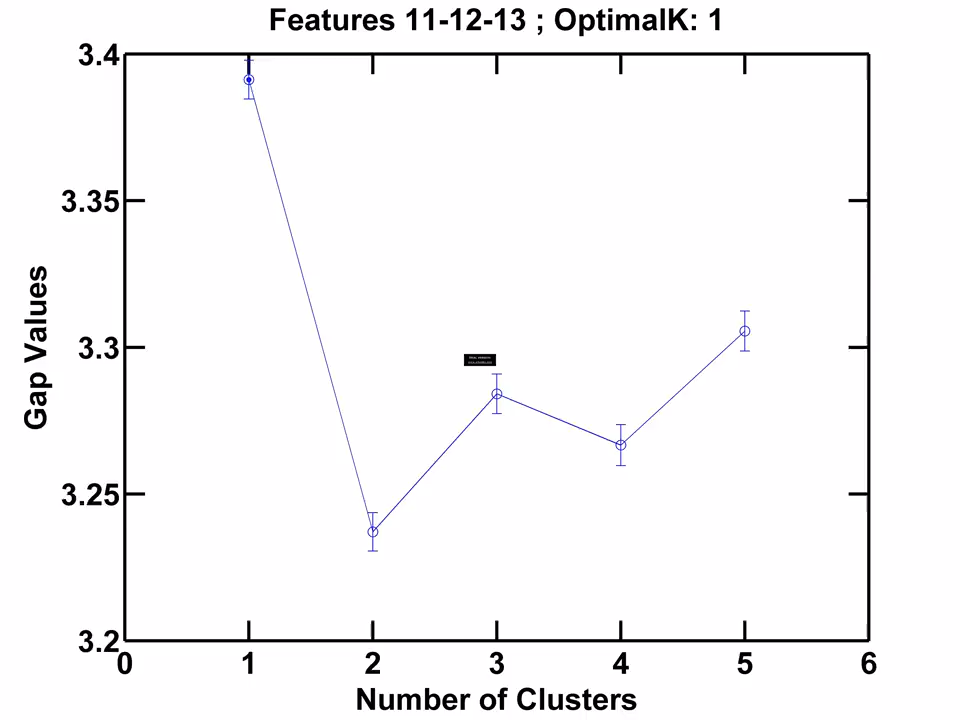 Features 11-12-13 ; OptimalK: 1
3.4
3.35
3.3
3.25
3.2
Gap Values
0 1 2 3 4 5 6
Number of Clusters